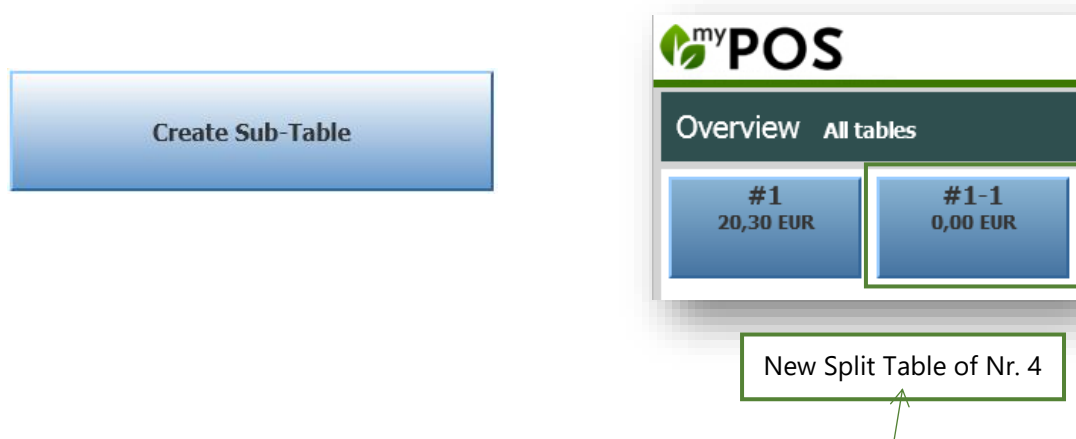 Create Sub-Table
myPOS
Overview All tables
#1
20,30 EUR
#1-1
0,00 EUR
New Split Table of Nr. 4